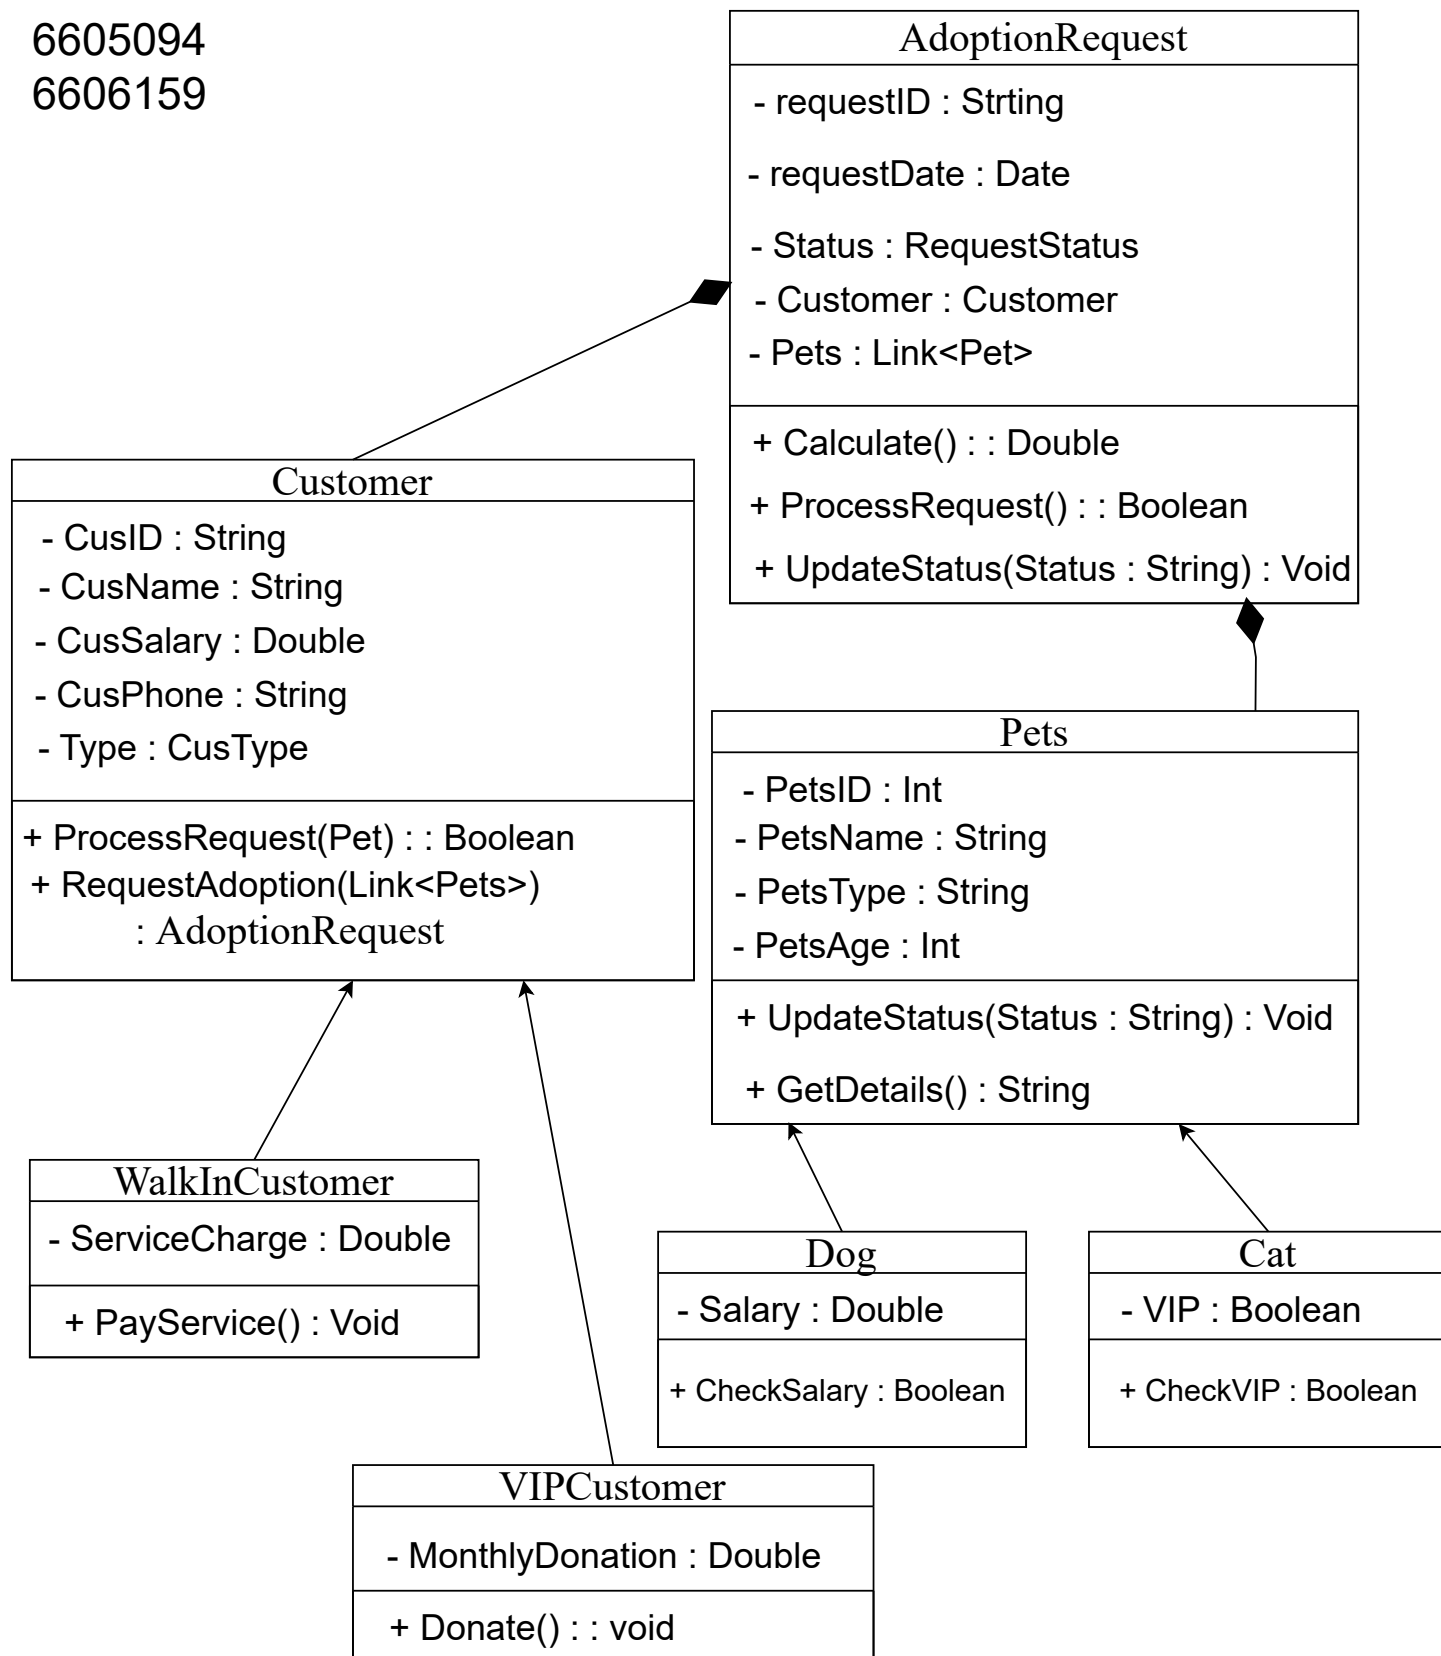 6605094
6606159
AdoptionRequest
- requestID : Strting
- requestDate : Date
- Status : RequestStatus
- Customer : Customer
- Pets : Link<Pet>
+ Calculate() : : Double
+ ProcessRequest() : : Boolean
+ UpdateStatus(Status : String) : Void
Customer
- CusID : String
- CusName : String
- CusSalary : Double
- CusPhone : String
- Type : CusType
+ ProcessRequest(Pet) : : Boolean
+ RequestAdoption(Link<Pets>)
: AdoptionRequest
Pets
- PetsID : Int
- PetsName : String
- PetsType : String
- PetsAge : Int
+ UpdateStatus(Status : String) : Void
+ GetDetails() : String
WalkInCustomer
- ServiceCharge : Double
+ PayService() : Void
Dog
- Salary : Double
+ CheckSalary : Boolean
Cat
- VIP : Boolean
+ CheckVIP : Boolean
VIPCustomer
- MonthlyDonation : Double
+ Donate() : : void